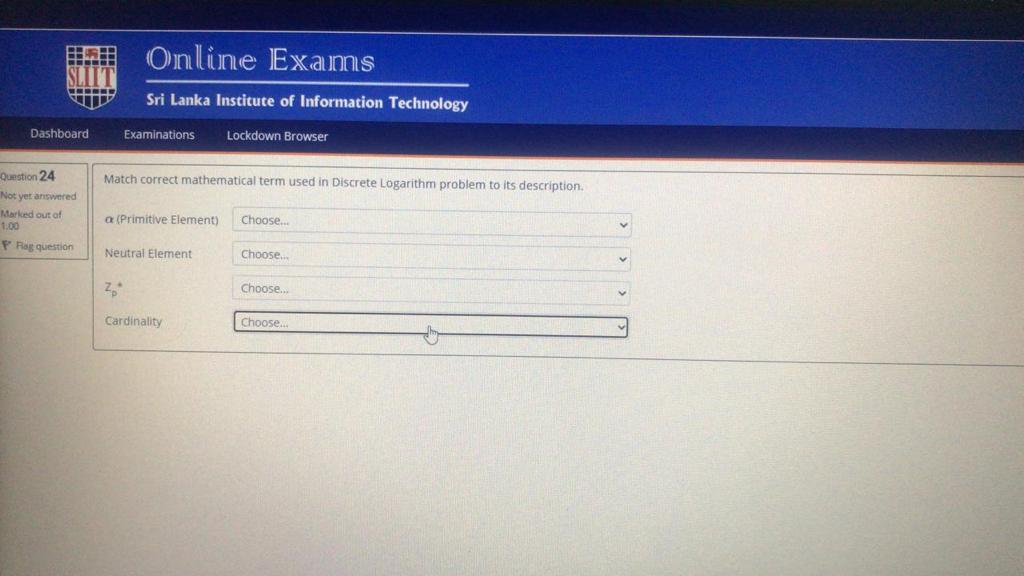 SLIIT
Online Exams
Sri Lanka Institute of Information Technology
Dashboard Examinations Lockdown Browser
Question 24
Not yet answered
Marked out of
1.00
Flag question
Match correct mathematical term used in Discrete Logarithm problem to its description.
α (Primitive Element) Choose...
Neutral Element Choose...
Zp* Choose...
Cardinality Choose...